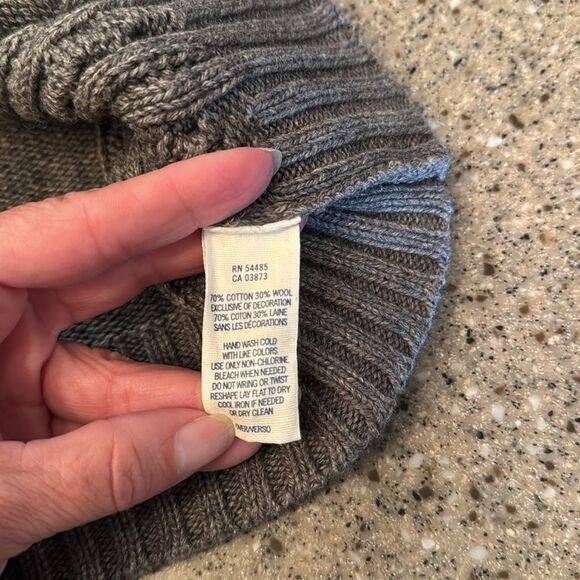 RN 54485
CA 03873
70% COTTON 30% WOOL
EXCLUSIVE OF DECORATION
70% COTON 30% LAINE
SANS LES DÉCORATIONS
HAND WASH COLD
WITH LIKE COLORS
USE ONLY NON-CHLORINE
BLEACH WHEN NEEDED
DO NOT WRING OR TWIST
RESHAPE LAY FLAT TO DRY
COOL IRON IF NEEDED
OR DRY CLEAN
OVER/VERSO